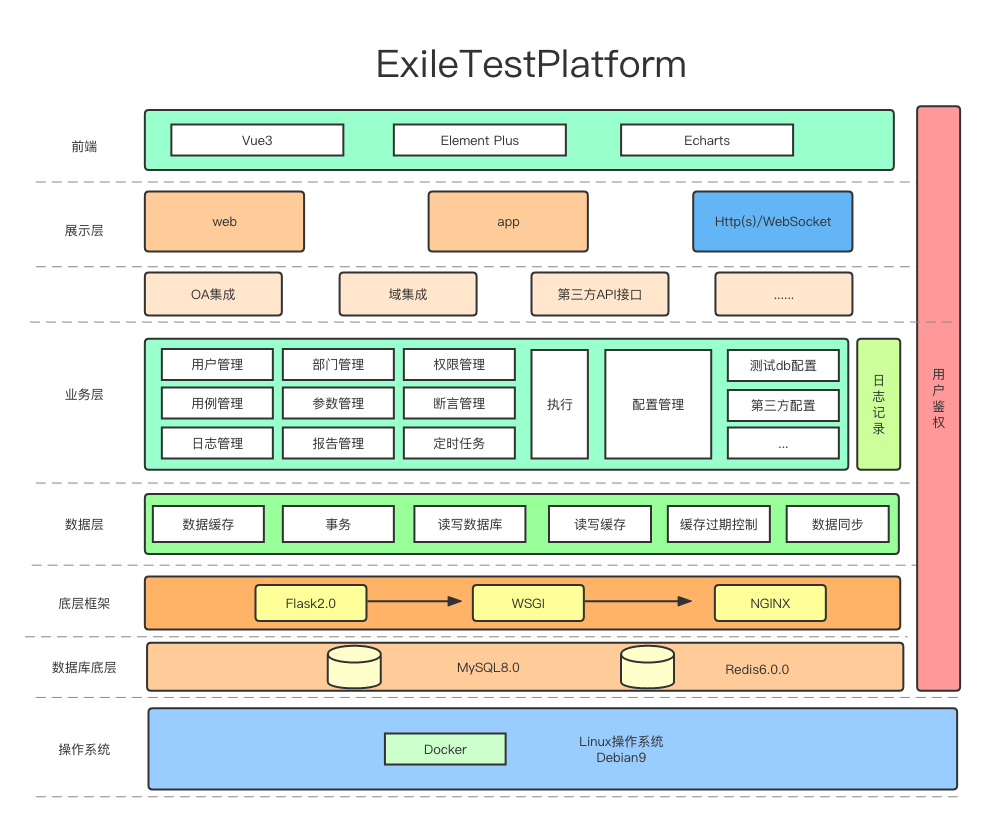 ExileTestPlatform
前端
Vue3
Element Plus
Echarts
展示层
web
app
Http(s)/WebSocket
OA集成
域集成
第三方API接口
......
业务层
用户管理
部门管理
权限管理
用例管理
参数管理
断言管理
日志管理
报告管理
定时任务
执行
配置管理
测试db配置
第三方配置
...
日志记录
用户鉴权
数据层
数据缓存
事务
读写数据库
读写缓存
缓存过期控制
数据同步
底层框架
Flask2.0
WSGI
NGINX
数据库底层
MySQL8.0
Redis6.0.0
操作系统
Docker
Linux操作系统
Debian9